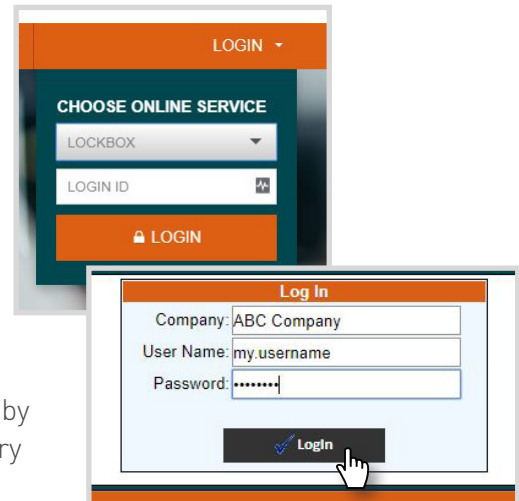 LOGIN
CHOOSE ONLINE SERVICE
LOCKBOX
LOGIN ID
LOGIN
Log In
Company: ABC Company
User Name: my.username
Password: ••••••••
by
ry
LogIn